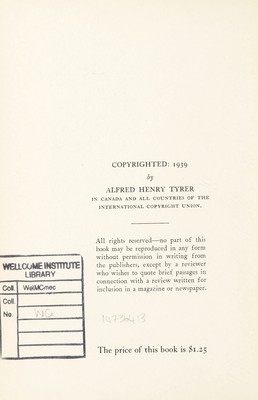 COPYRIGHTED: 1939
by
ALFRED HENRY TYRER
IN CANADA AND ALL COUNTRIES OF THE
INTERNATIONAL COPYRIGHT UNION.
All rights reserved—no part of this
book may be reproduced in any form
without permission in writing from
the publishers, except by a reviewer
who wishes to quote brief passages in
connection with a review written for
inclusion in a magazine or newspaper.
WELLCOME INSTITUTE
LIBRARY
Coll. WelMOmec
Coll.
No. WQ
The price of this book is $1.25